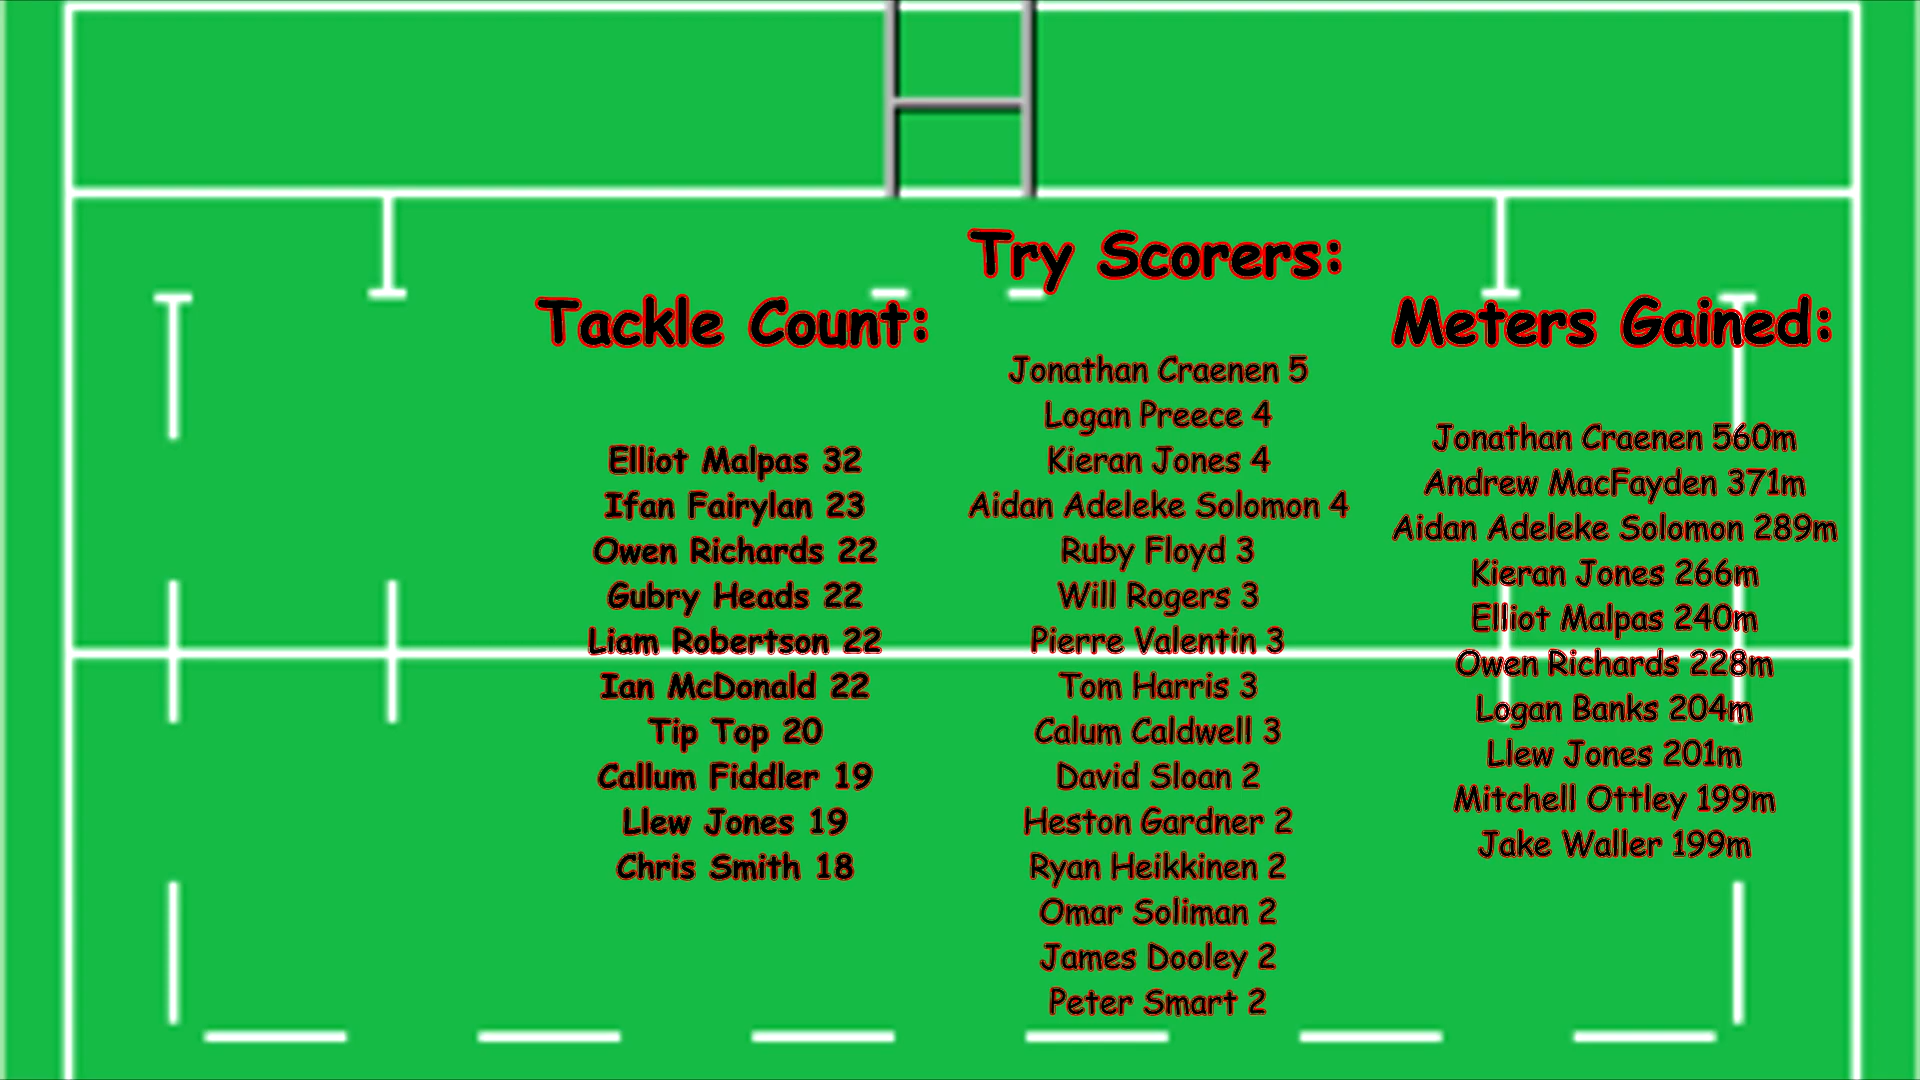 Tackle Count:
Elliot Malpas 32
Ifan Fairylan 23
Owen Richards 22
Gubry Heads 22
Liam Robertson 22
Ian McDonald 22
Tip Top 20
Callum Fiddler 19
Llew Jones 19
Chris Smith 18
Try Scorers:
Jonathan Craenen 5
Logan Preece 4
Kieran Jones 4
Aidan Adeleke Solomon 4
Ruby Floyd 3
Will Rogers 3
Pierre Valentin 3
Tom Harris 3
Calum Caldwell 3
David Sloan 2
Heston Gardner 2
Ryan Heikkinen 2
Omar Soliman 2
James Dooley 2
Peter Smart 2
Meters Gained:
Jonathan Craenen 560m
Andrew MacFayden 371m
Aidan Adeleke Solomon 289m
Kieran Jones 266m
Elliot Malpas 240m
Owen Richards 228m
Logan Banks 204m
Llew Jones 201m
Mitchell Ottley 199m
Jake Waller 199m